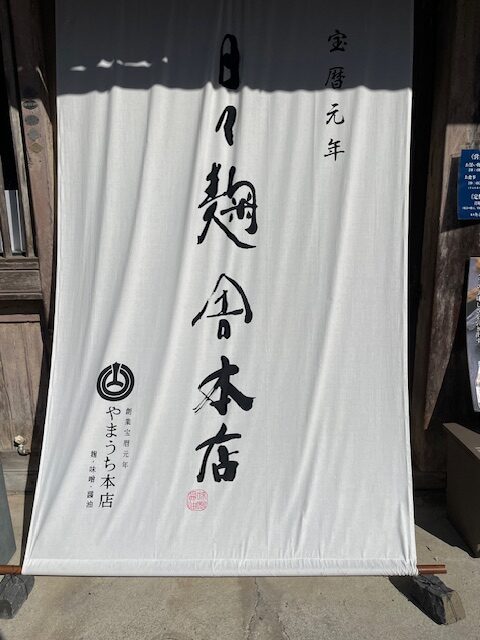 宝暦元年
日々麹舎本店
創業宝暦元年
やまうち本店
麹・味噌・醤油